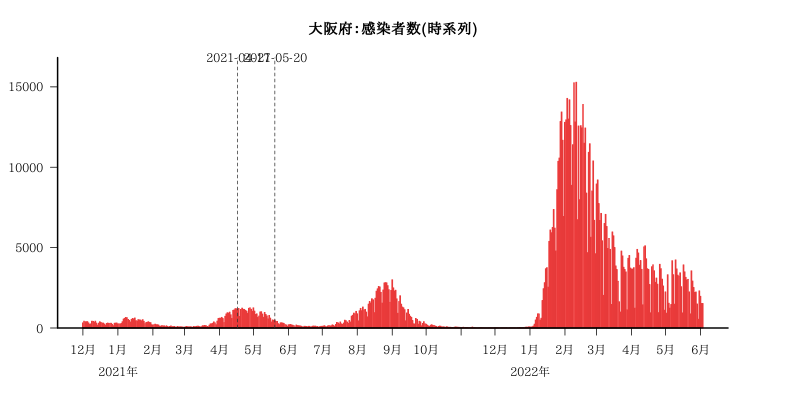 大阪府：感染者数(時系列)
2021-04-17 2021-05-20
15000
10000
5000
0
12月 1月 2月 3月 4月 5月 6月 7月 8月 9月 10月 12月 1月 2月 3月 4月 5月 6月
2021年 2022年